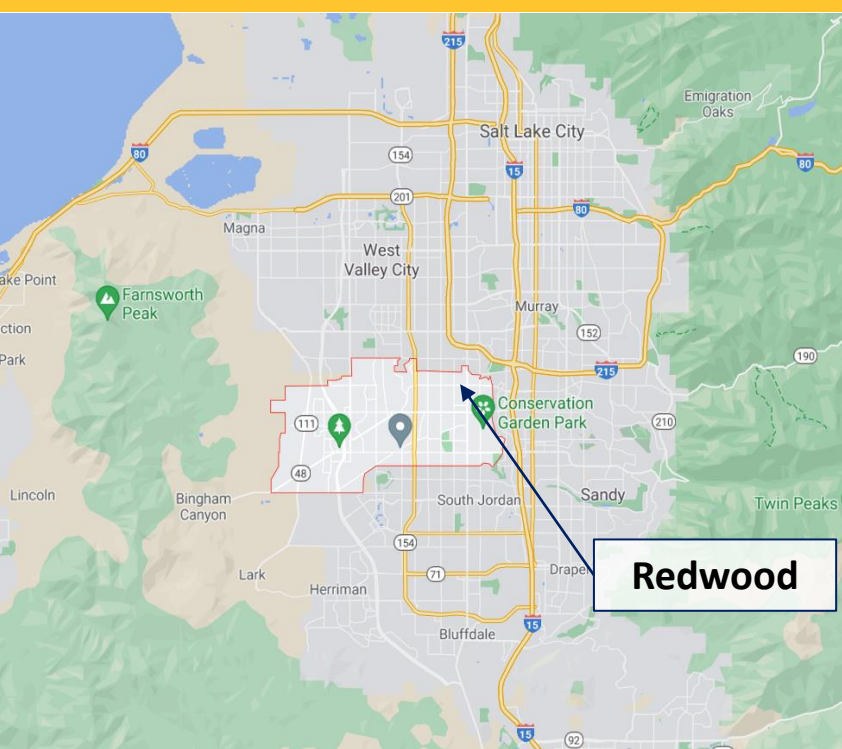 215
Emigration
Oaks
Salt Lake City
80
154
15
80
201
80
Magna
West
Valley City
ake Point
Farnsworth
Peak
Murray
ction
152
Park
190
215
Conservation
Garden Park
111
210
48
Lincoln
Bingham
Canyon
South Jordan
Sandy
Twin Peaks
154
Redwood
Lark
71
Drape
Herriman
15
Bluffdale
15
92